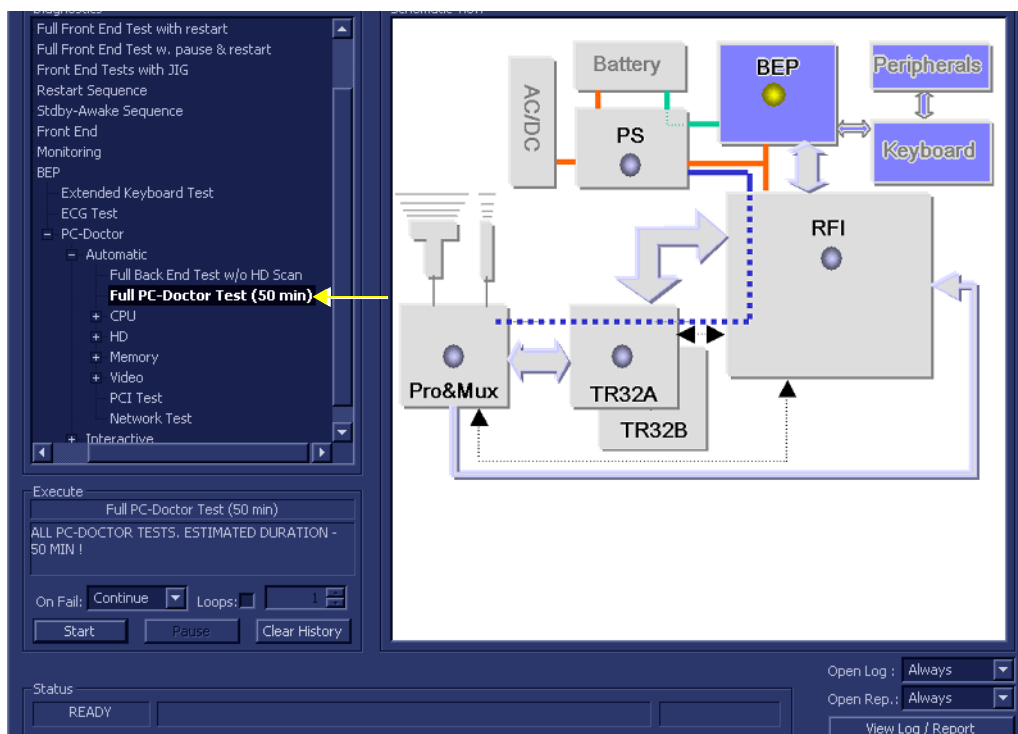 Diagnostics
Full Front End Test with restart
Full Front End Test w. pause & restart
Front End Tests with JIG
Restart Sequence
Stdby-Awake Sequence
Front End
Monitoring
BEP
Extended Keyboard Test
ECG Test
PC-Doctor
Automatic
Full Back End Test w/o HD Scan
Full PC-Doctor Test (50 min)
CPU
HD
Memory
Video
PCI Test
Network Test
Interactive
Execute
Full PC-Doctor Test (50 min)
ALL PC-DOCTOR TESTS. ESTIMATED DURATION -
50 MIN !
On Fail: Continue Loops: 1
Start Pause Clear History
Status
READY
AC/DC
Battery
PS
BEP
Peripherals
Keyboard
RFI
Pro&Mux
TR32A
TR32B
Open Log : Always
Open Rep.: Always
View Log / Report